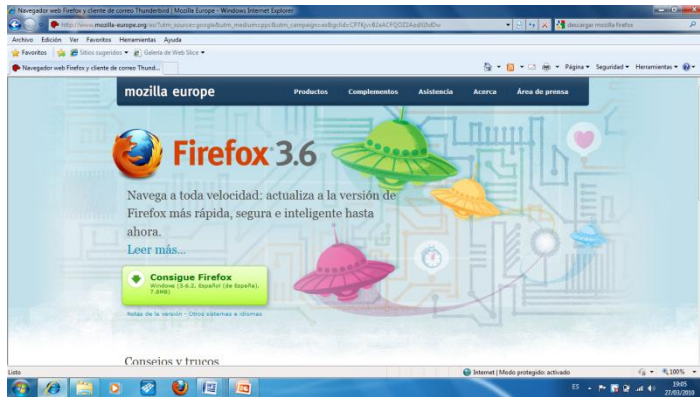 Navegador web Firefox y cliente de correo Thunderbird | Mozilla Europe - Windows Internet Explorer
descargar mozilla firefox
Archivo Edición Ver Favoritos Herramientas Ayuda
Favoritos Sitios sugeridos Galería de Web Slice
Navegador web Firefox y cliente de correo Thund... Página Seguridad Herramientas
mozilla europe Productos Complementos Asistencia Acerca Área de prensa
Firefox 3.6
Navega a toda velocidad: actualiza a la versión de
Firefox más rápida, segura e inteligente hasta
ahora.
Leer más...
Consigue Firefox
Windows (3.6.2, Español (de España),
7.8MB)
Notas de la versión - Otros sistemas e idiomas
Consejos y trucos
Listo Internet | Modo protegido: activado 100%
ES 19:05
27/03/2010